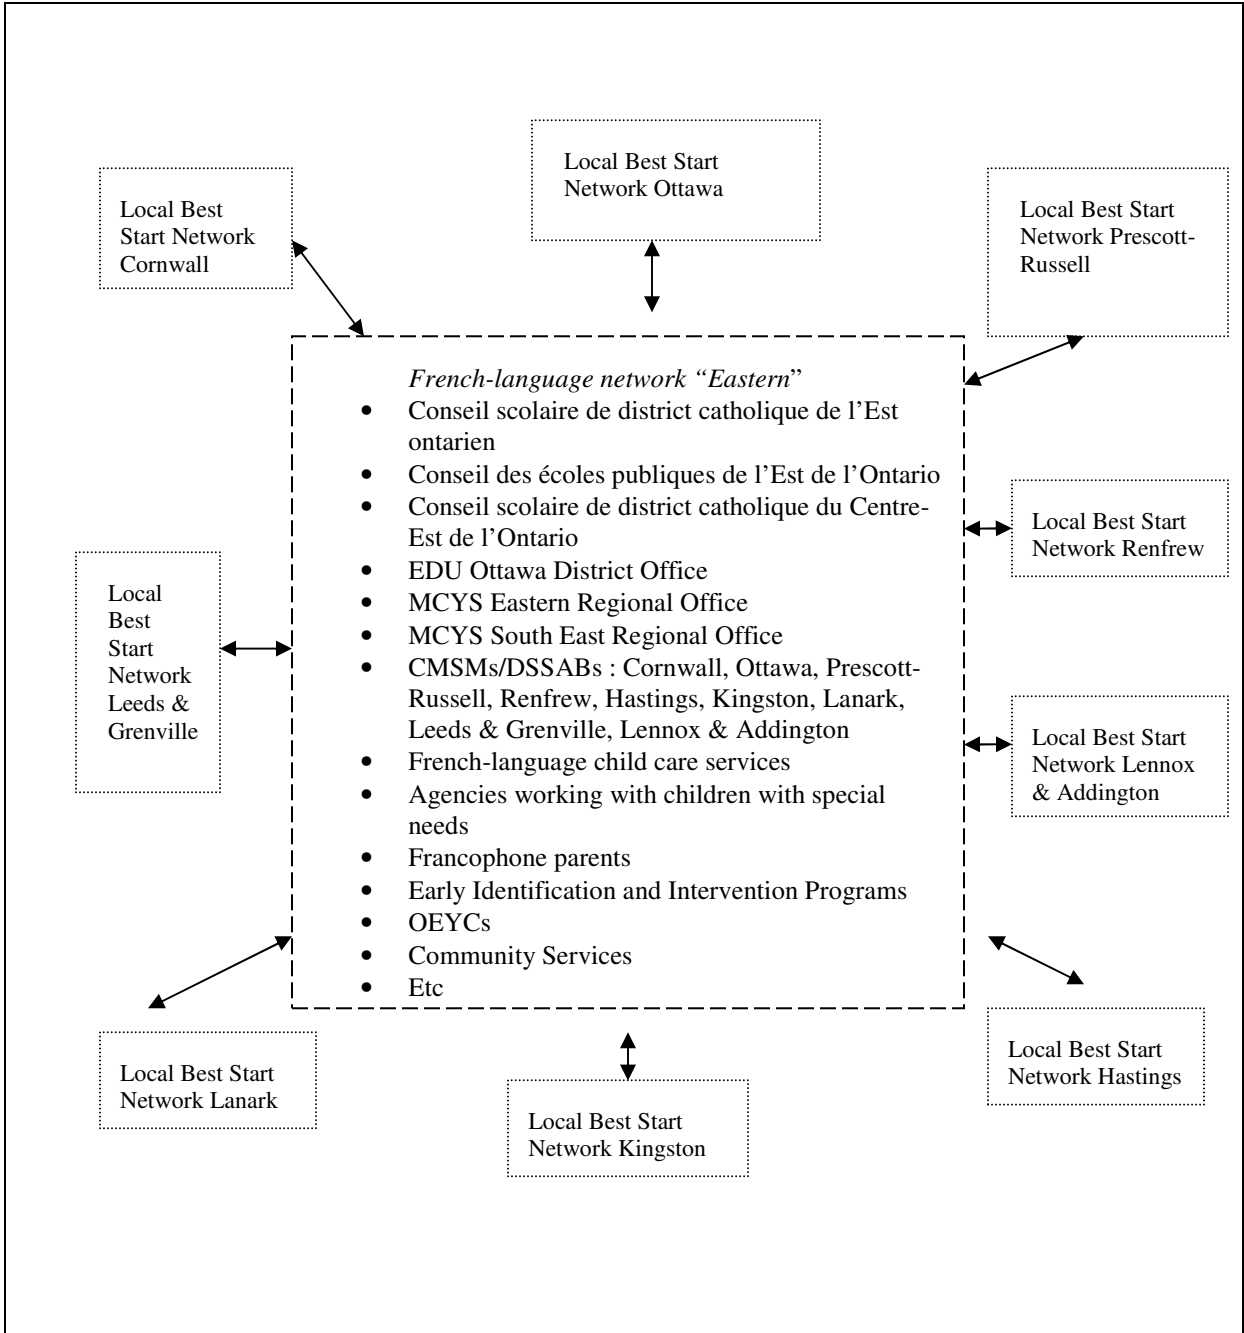 Local Best Start
Network Ottawa
Local Best
Start Network
Cornwall
Local Best Start
Network Prescott-
Russell
French-language network “Eastern”
• Conseil scolaire de district catholique de l’Est
ontarien
• Conseil des écoles publiques de l’Est de l’Ontario
• Conseil scolaire de district catholique du Centre-
Est de l’Ontario
• EDU Ottawa District Office
• MCYS Eastern Regional Office
• MCYS South East Regional Office
• CMSMs/DSSABs : Cornwall, Ottawa, Prescott-
Russell, Renfrew, Hastings, Kingston, Lanark,
Leeds & Grenville, Lennox & Addington
• French-language child care services
• Agencies working with children with special
needs
• Francophone parents
• Early Identification and Intervention Programs
• OEYCs
• Community Services
• Etc
Local Best Start
Network Renfrew
Local
Best
Start
Network
Leeds &
Grenville
Local Best Start
Network Lennox
& Addington
Local Best Start
Network Lanark
Local Best Start
Network Kingston
Local Best Start
Network Hastings